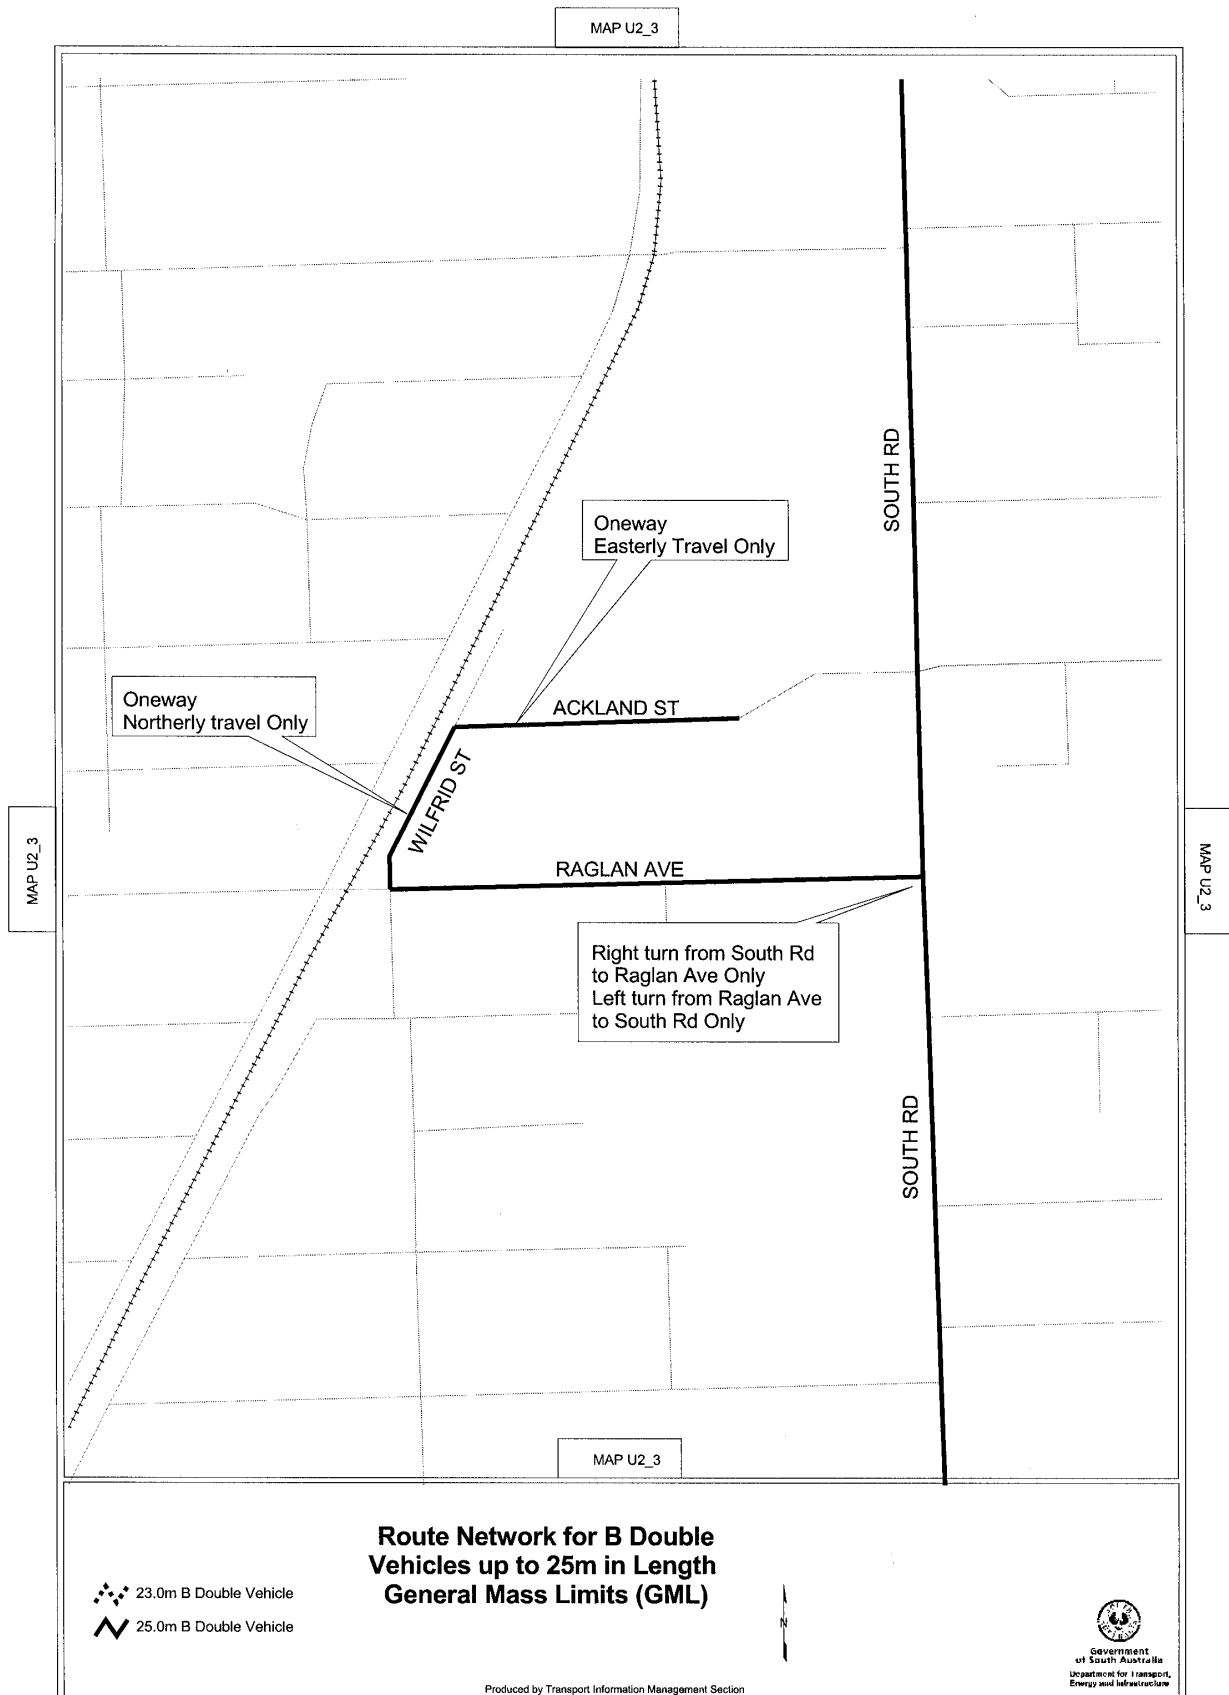 MAP U2_3
SOUTH RD
Oneway
Easterly Travel Only
Oneway
Northerly travel Only
ACKLAND ST
WILFRID ST
MAP U2_3
MAP U2_3
RAGLAN AVE
Right turn from South Rd
to Raglan Ave Only
Left turn from Raglan Ave
to South Rd Only
SOUTH RD
MAP U2_3
Route Network for B Double
Vehicles up to 25m in Length
General Mass Limits (GML)
23.0m B Double Vehicle
25.0m B Double Vehicle
N
Government
of South Australia
Department for Transport,
Energy and Infrastructure
Produced by Transport Information Management Section